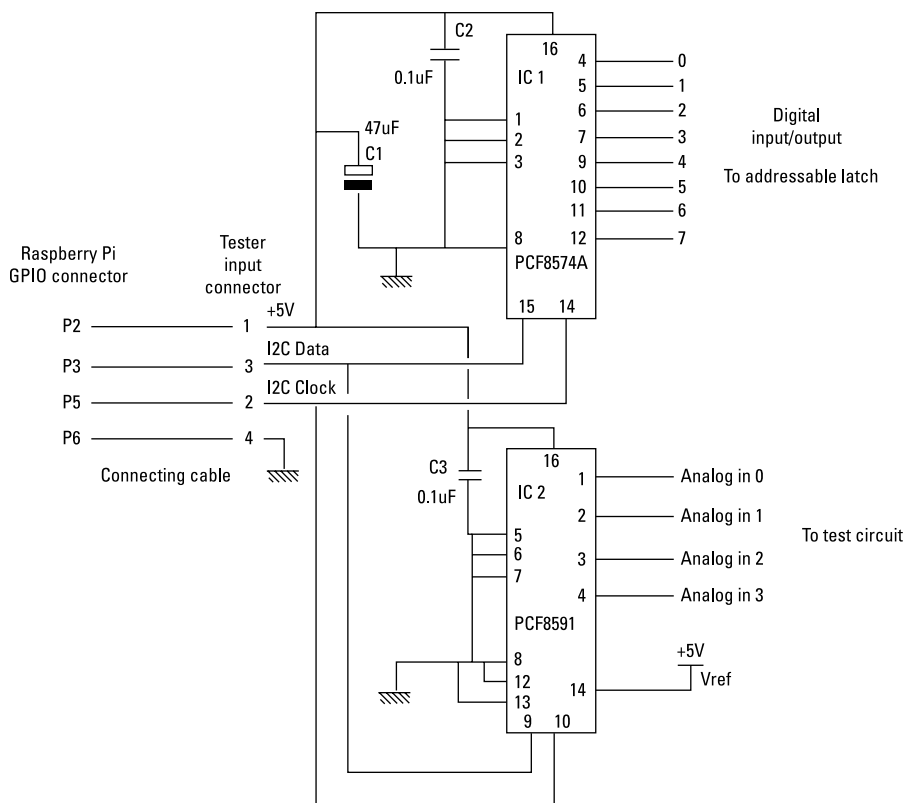 C2
0.1uF
47uF
C1
16
IC 1
1
2
3
8
4
5
6
7
9
10
11
12
PCF8574A
15
14
0
1
2
3
4
5
6
7
Digital
input/output
To addressable latch
Raspberry Pi
GPIO connector
Tester
input
connector
P2
1
+5V
P3
3
I2C Data
P5
2
I2C Clock
P6
4
Connecting cable
C3
0.1uF
16
IC 2
5
6
7
8
12
13
1
2
3
4
14
PCF8591
9
10
Analog in 0
Analog in 1
Analog in 2
Analog in 3
To test circuit
+5V
Vref